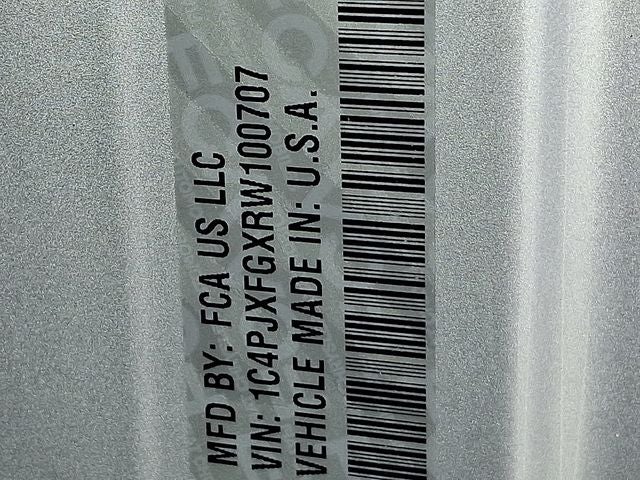 MFD BY: FCA US LLC
VIN: 1C4PJXFGXRW100707
VEHICLE MADE IN: U.S.A.